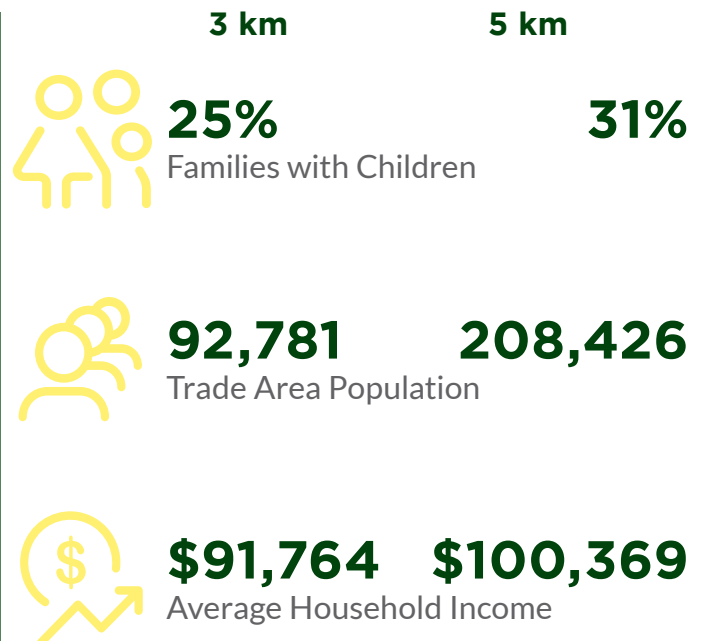 3 km 5 km
25% 31%
Families with Children
92,781 208,426
Trade Area Population
$
$91,764 $100,369
Average Household Income